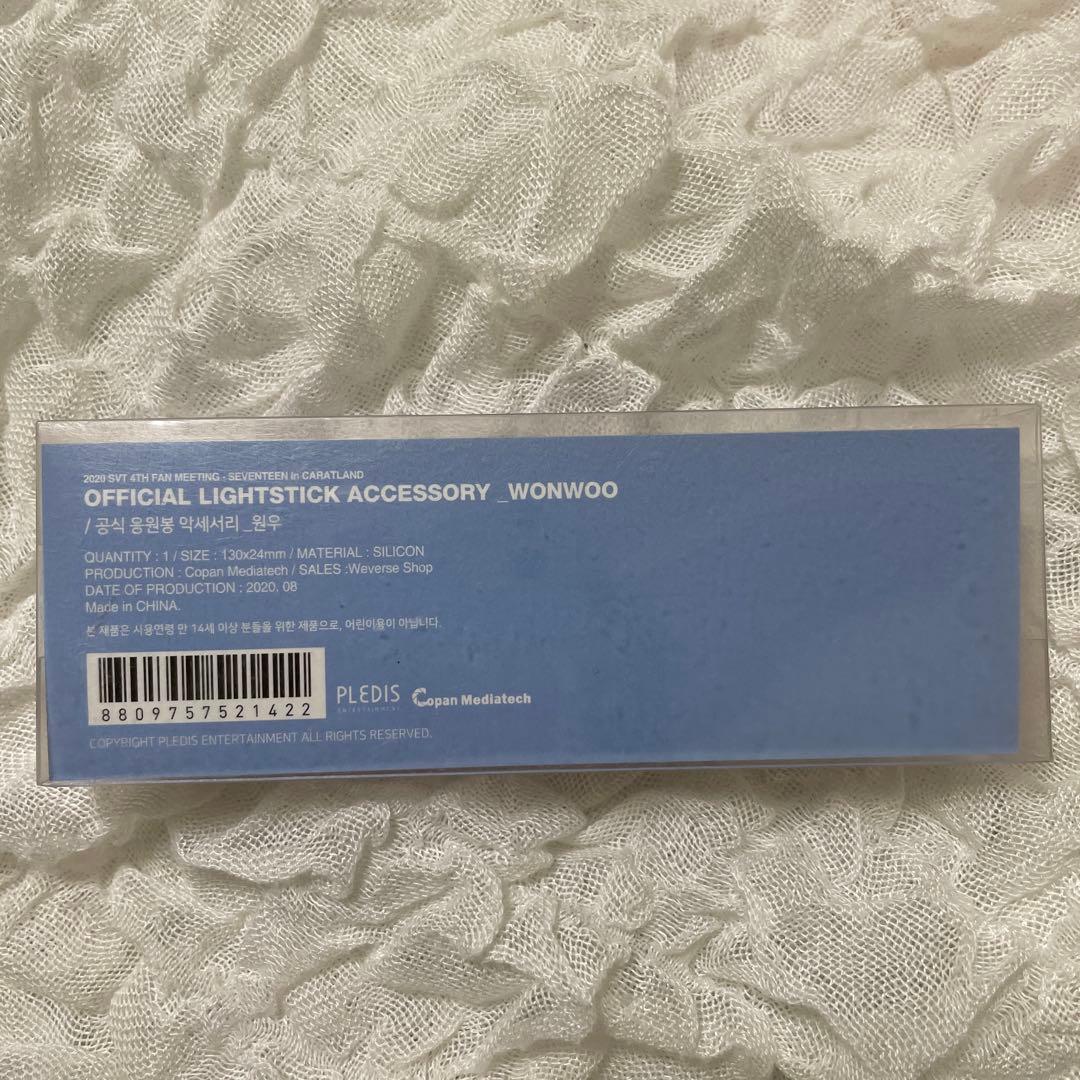 2020 SVT 4TH FAN MEETING - SEVENTEEN in CARATLAND
OFFICIAL LIGHTSTICK ACCESSORY _WONWOO
/ 공식 응원봉 악세서리 _원우
QUANTITY : 1 / SIZE : 130x24mm / MATERIAL : SILICON
PRODUCTION : Copan Mediatech / SALES :Weverse Shop
DATE OF PRODUCTION : 2020. 08
Made in CHINA.
본 제품은 사용연령 만 14세 이상 분들을 위한 제품으로, 어린이용이 아닙니다.
8809757521422
PLEDIS
ENTERTAINMENT
Copan Mediatech
COPYRIGHT PLEDIS ENTERTAINMENT ALL RIGHTS RESERVED.